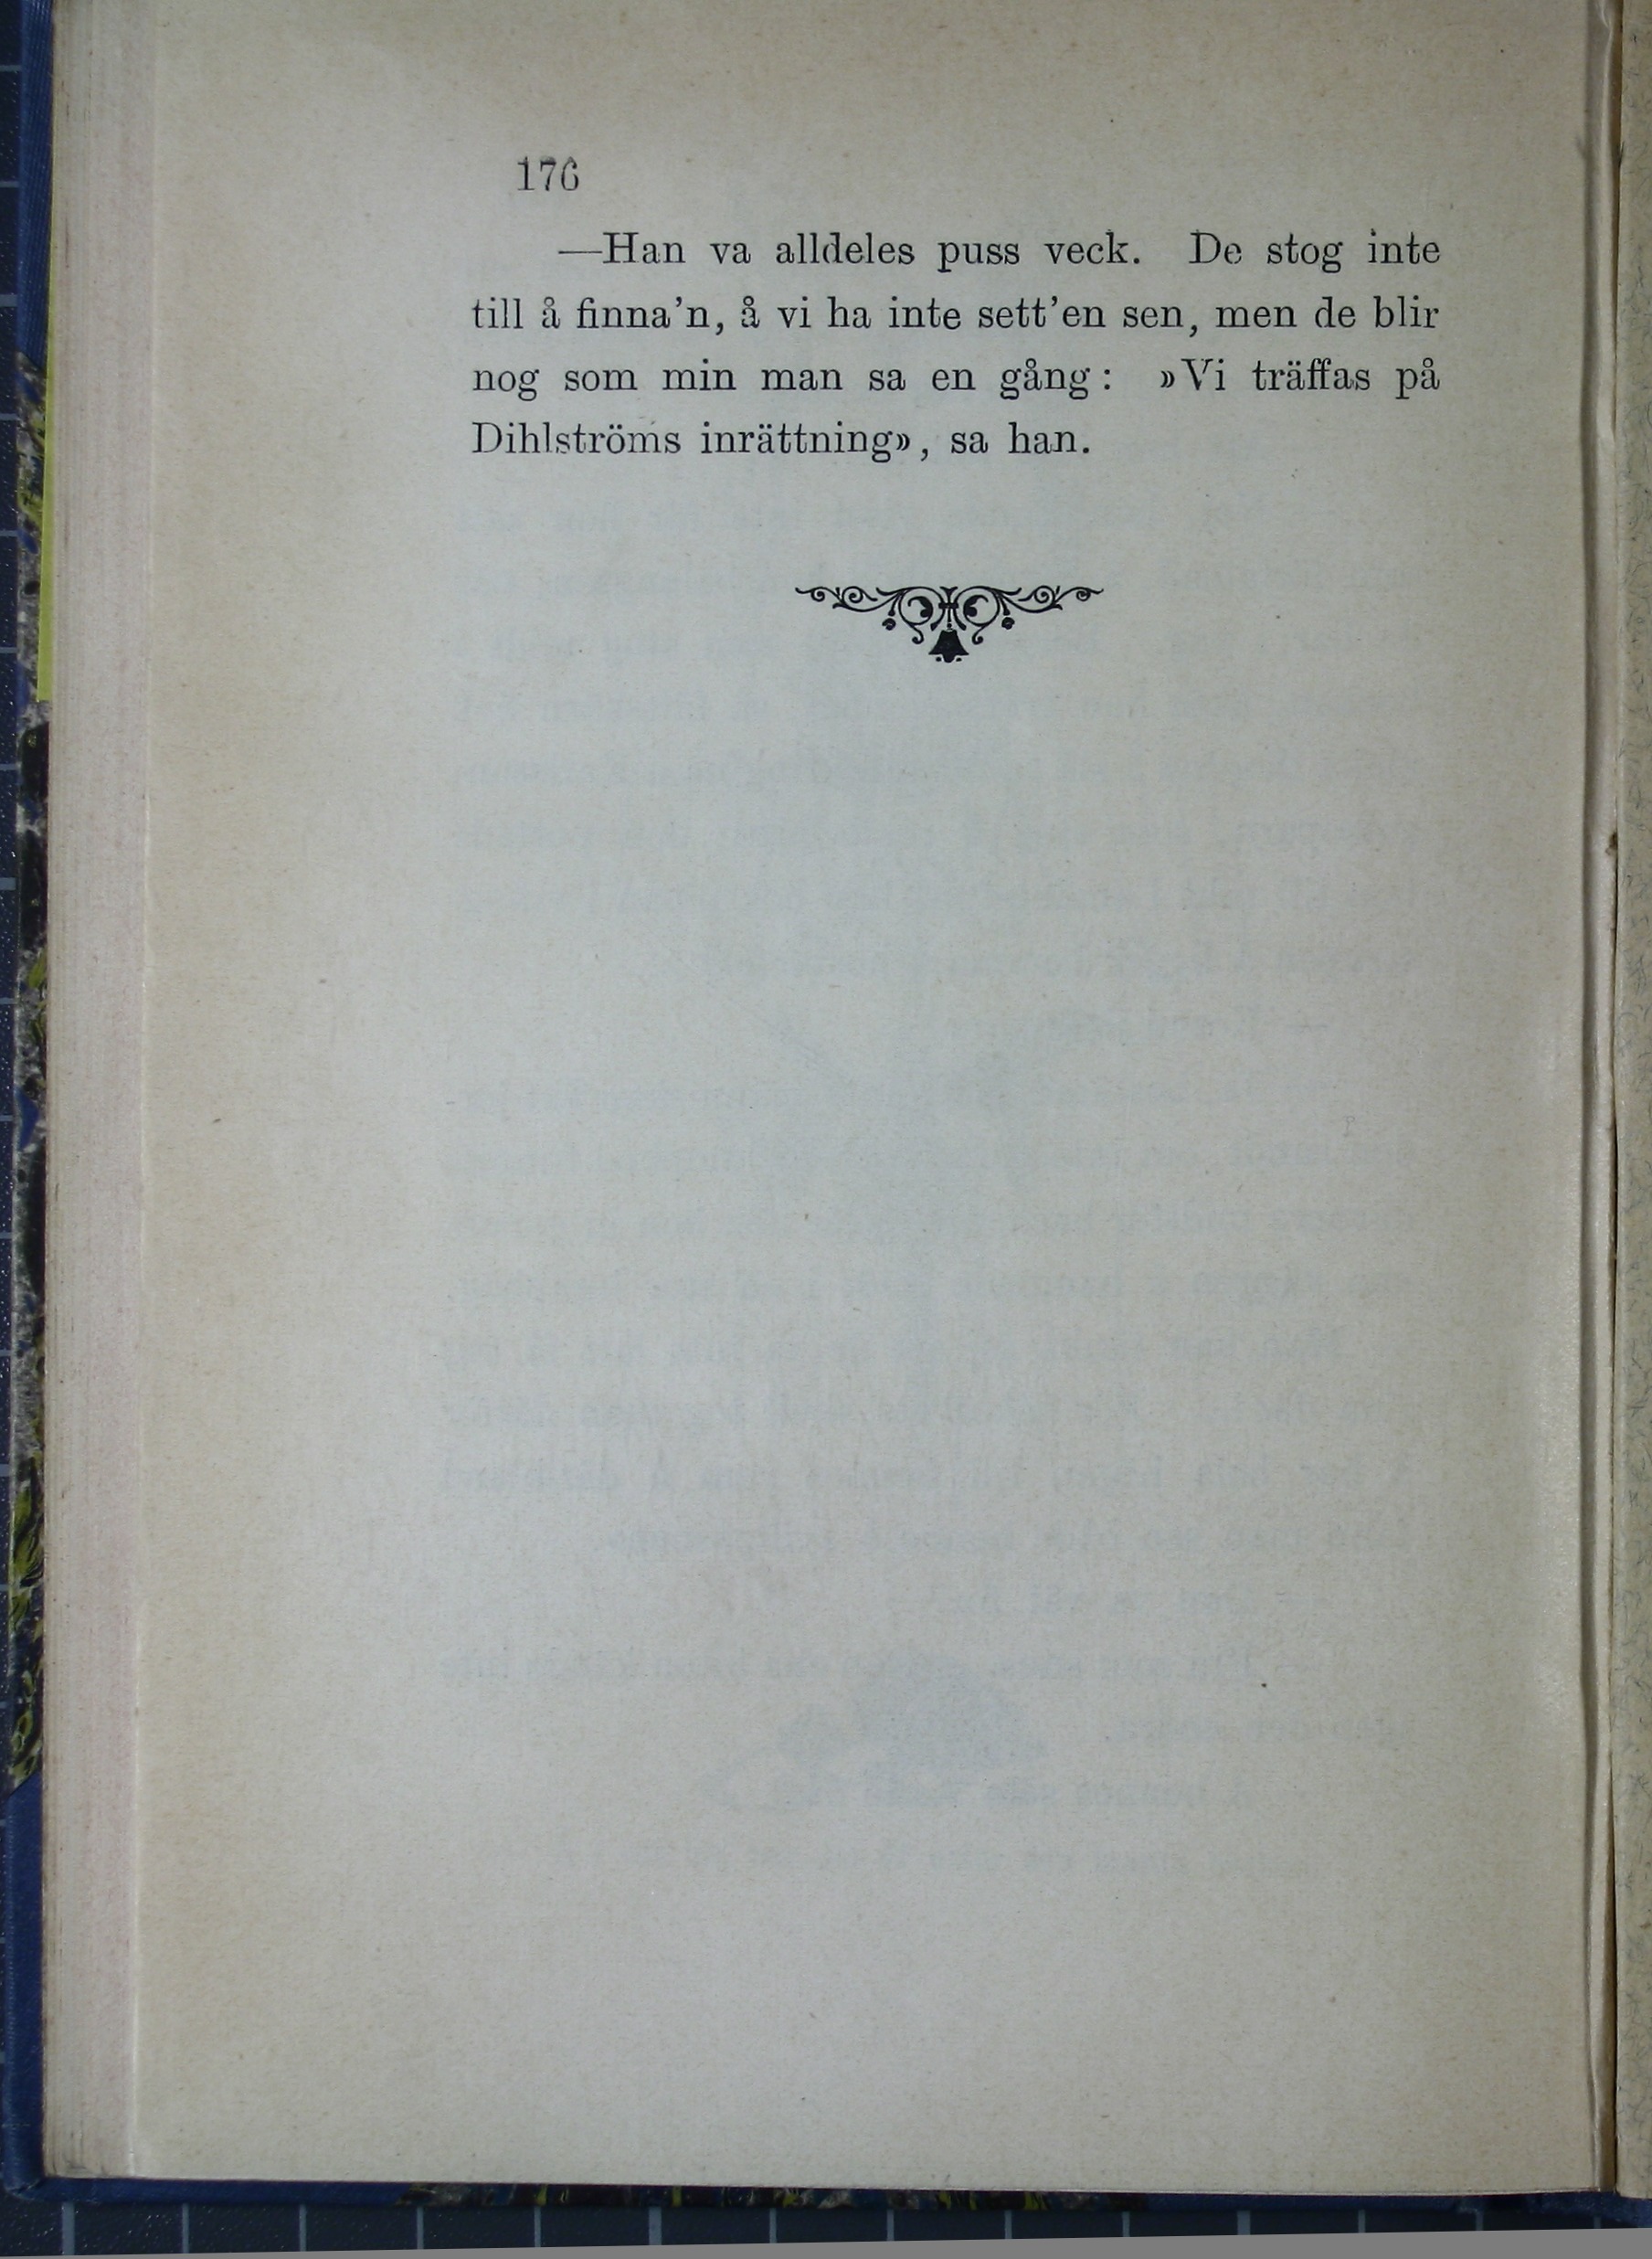 176
—Han va alldeles puss veck. De stog inte
till å finna'n, å vi ha inte sett'en sen, men de blir
nog som min man sa en gång: »Vi träffas på
Dihlströms inrättning», sa han.